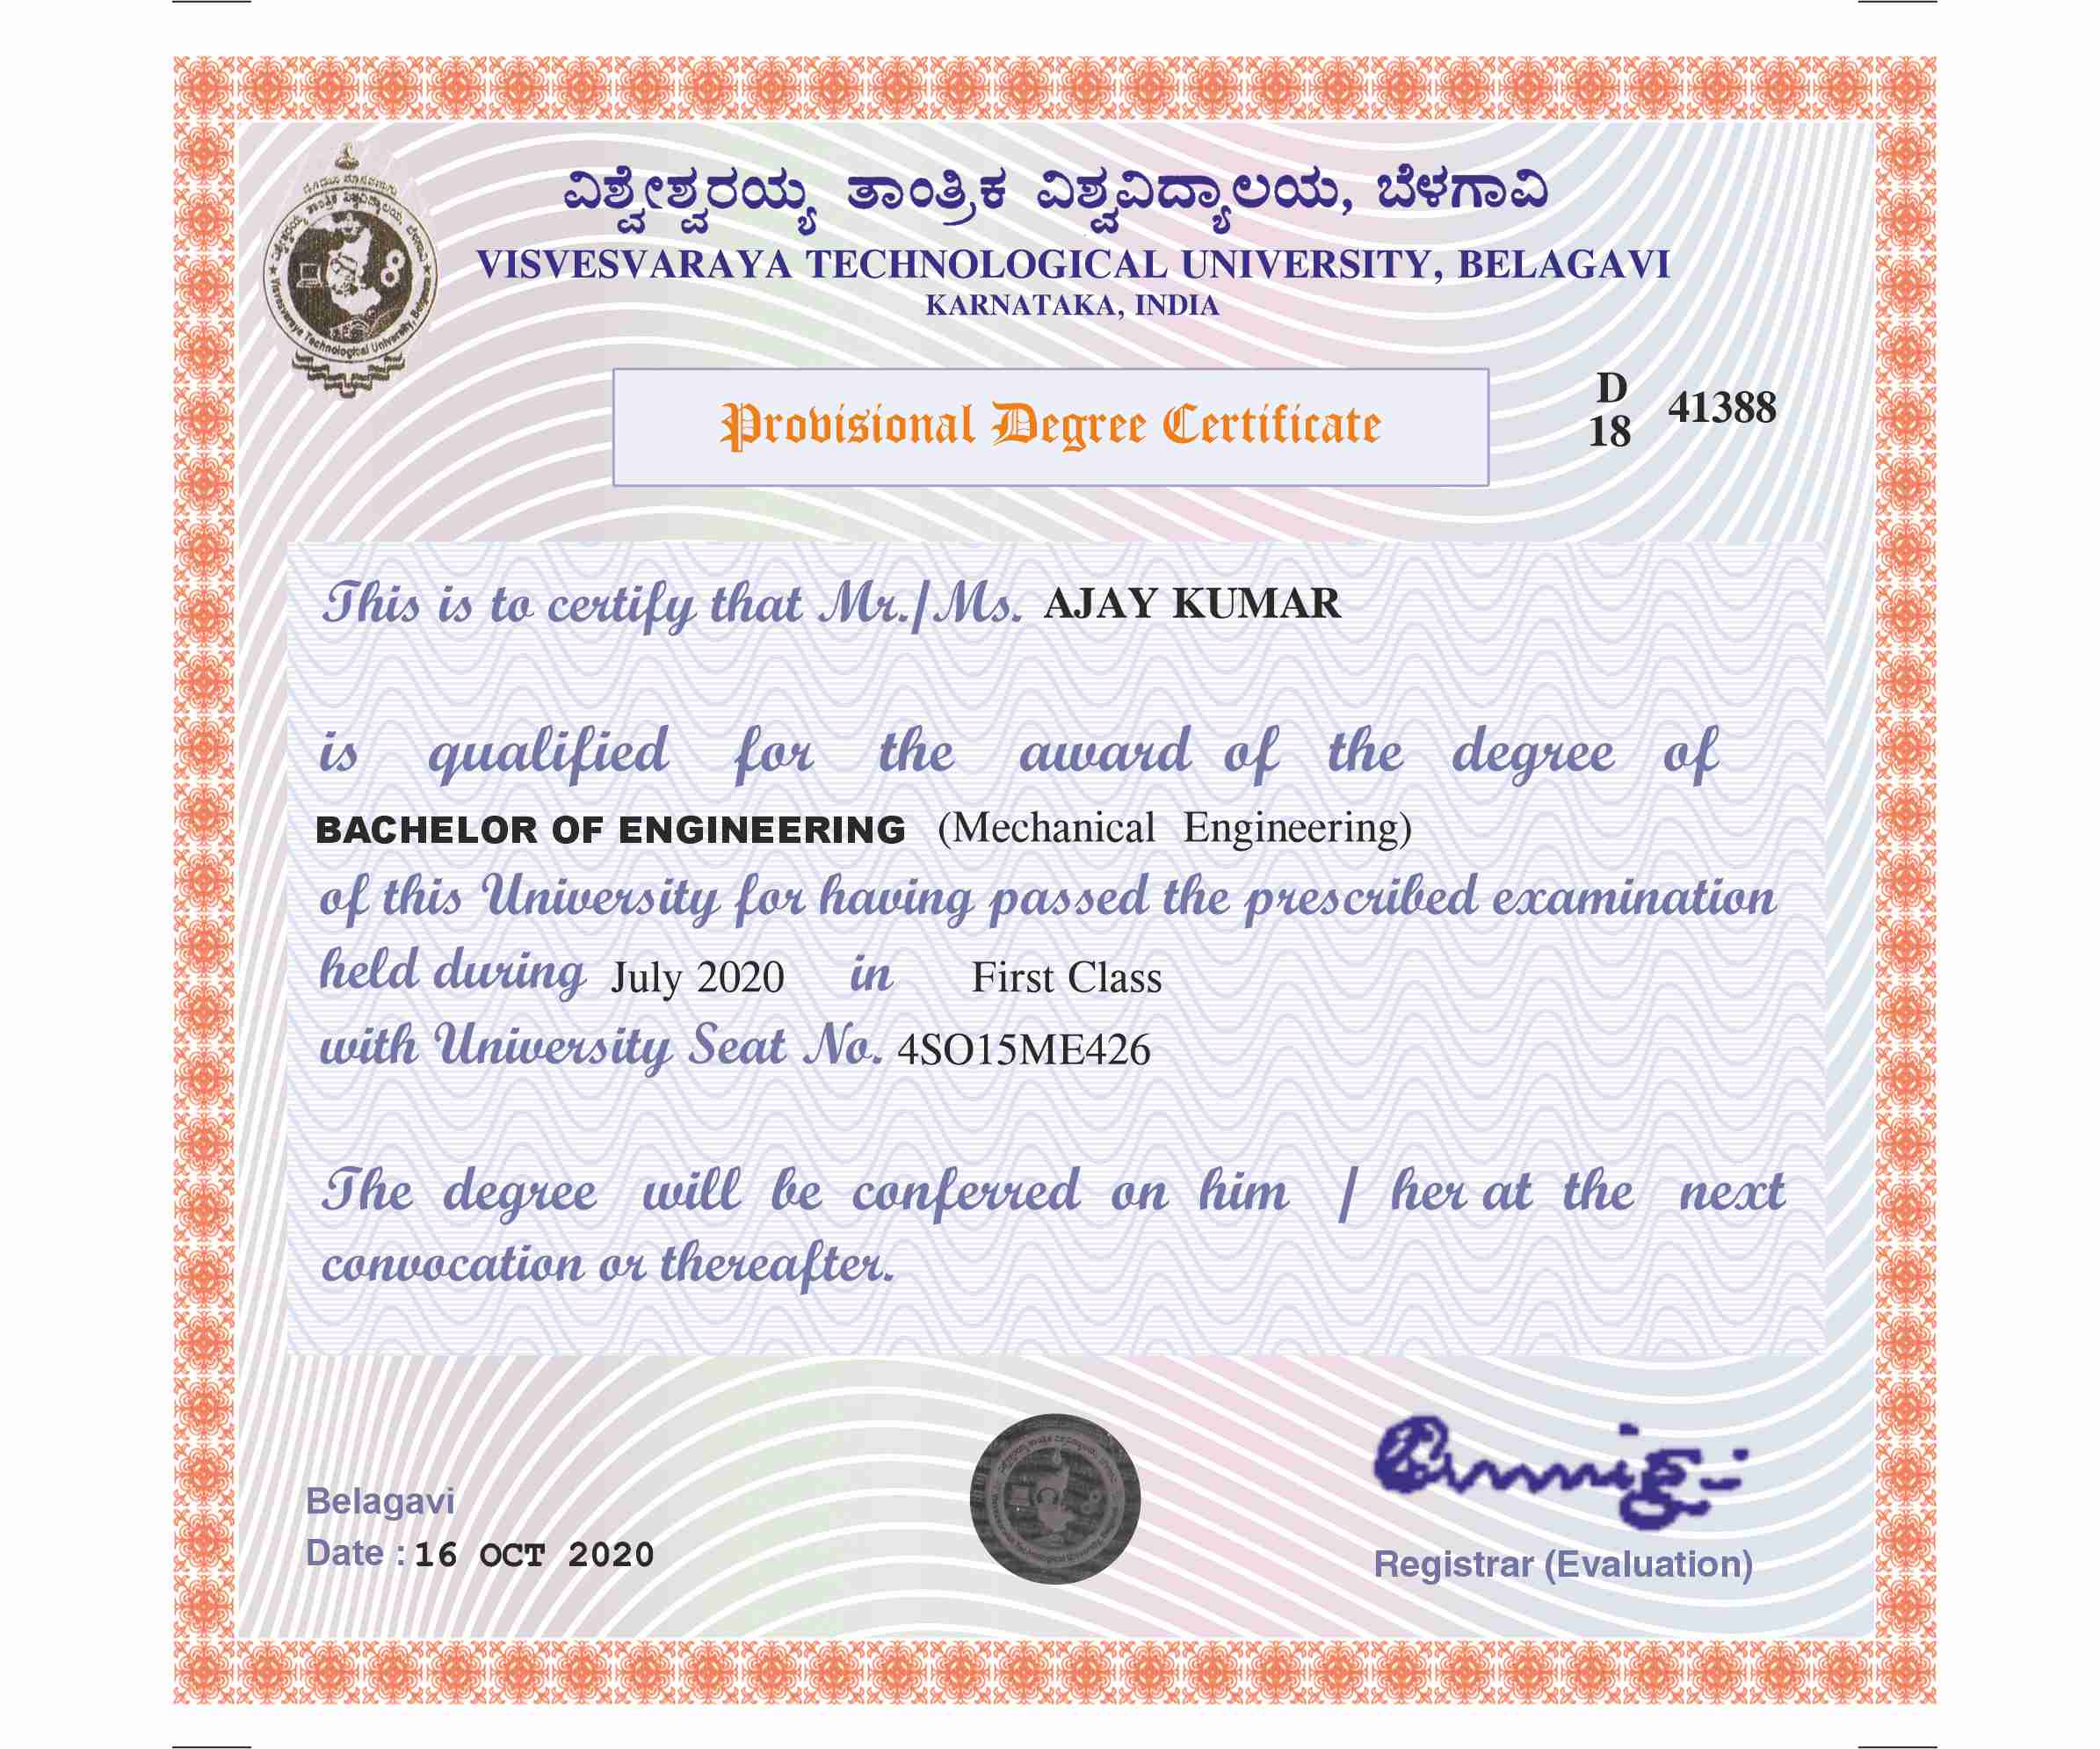 ವಿಶ್ವೇಶ್ವರಯ್ಯ ತಾಂತ್ರಿಕ ವಿಶ್ವವಿದ್ಯಾಲಯ, ಬೆಳಗಾವಿ
VISVESVARAYA TECHNOLOGICAL UNIVERSITY, BELAGAVI
KARNATAKA, INDIA
Provisional Degree Certificate
D
18 41388
This is to certify that Mr./Ms. AJAY KUMAR
is qualified for the award of the degree of
BACHELOR OF ENGINEERING (Mechanical Engineering)
of this University for having passed the prescribed examination
held during July 2020 in First Class
with University Seat No. 4SO15ME426
The degree will be conferred on him / her at the next
convocation or thereafter.
Belagavi
Date : 16 OCT 2020
Registrar (Evaluation)
Visvesvaraya Technological University, Belgaum